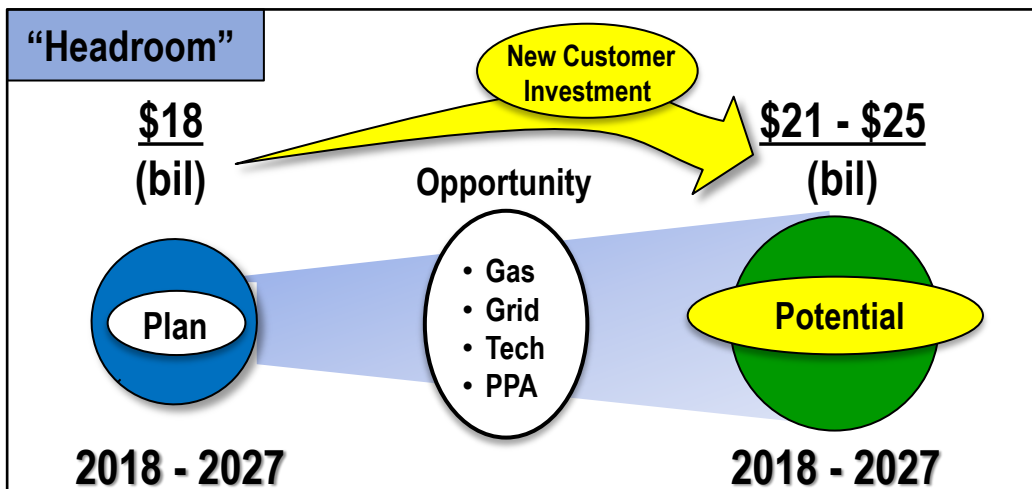 “Headroom”
New Customer
Investment
$18
(bil)
$21 - $25
(bil)
Opportunity
• Gas
• Grid
• Tech
• PPA
Plan
Potential
2018 - 2027
2018 - 2027